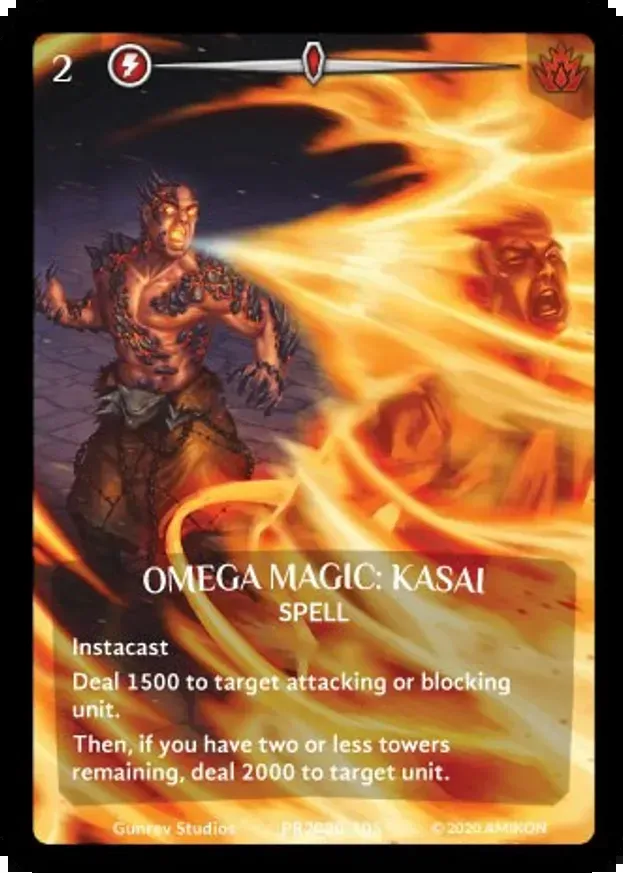 2
OMEGA MAGIC: KASAI
SPELL
Instacast
Deal 1500 to target attacking or blocking
unit.
Then, if you have two or less towers
remaining, deal 2000 to target unit.
Gunrev Studios ©2020 AMIKON